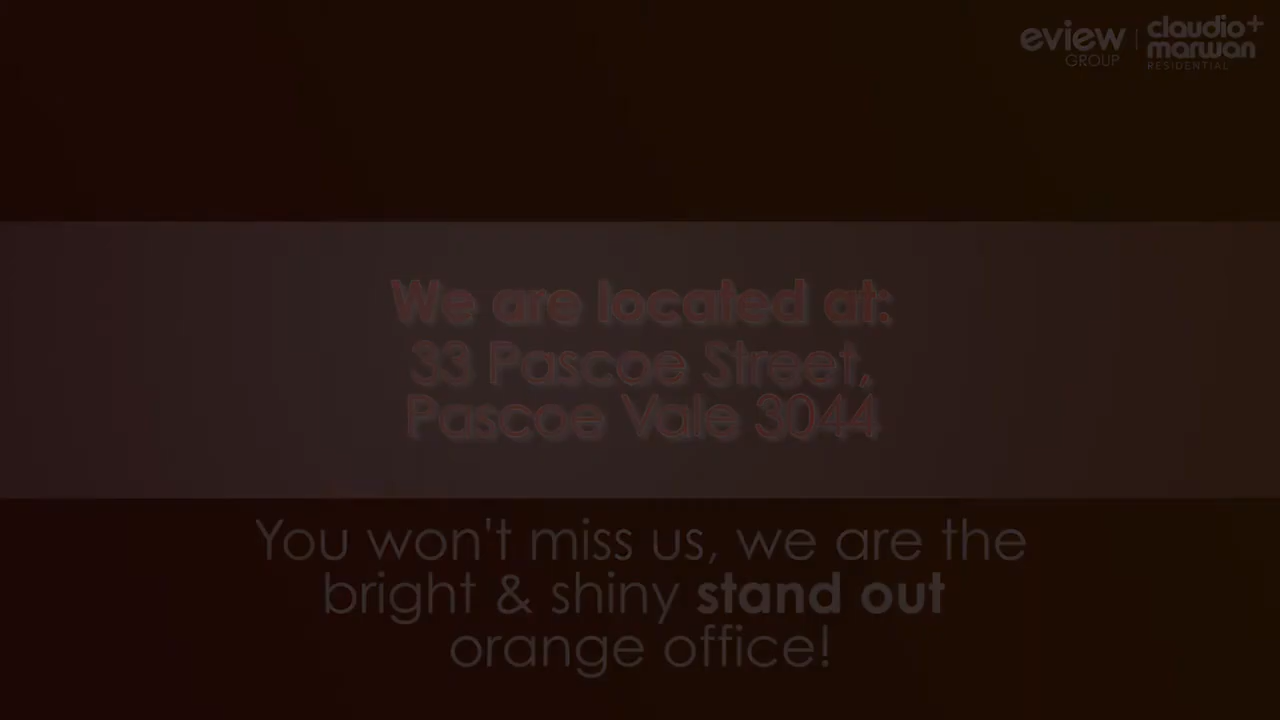 eview
GROUP
claudio+
marwan
RESIDENTIAL
We are located at:
33 Pascoe Street,
Pascoe Vale 3044
You won't miss us, we are the
bright & shiny stand out
orange office!